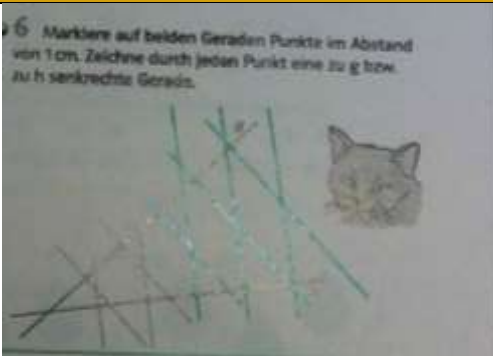 6 Markiere auf beiden Geraden Punkte im Abstand
von 1 cm. Zeichne durch jeden Punkt eine zu g bzw.
zu h senkrechte Gerade.
g